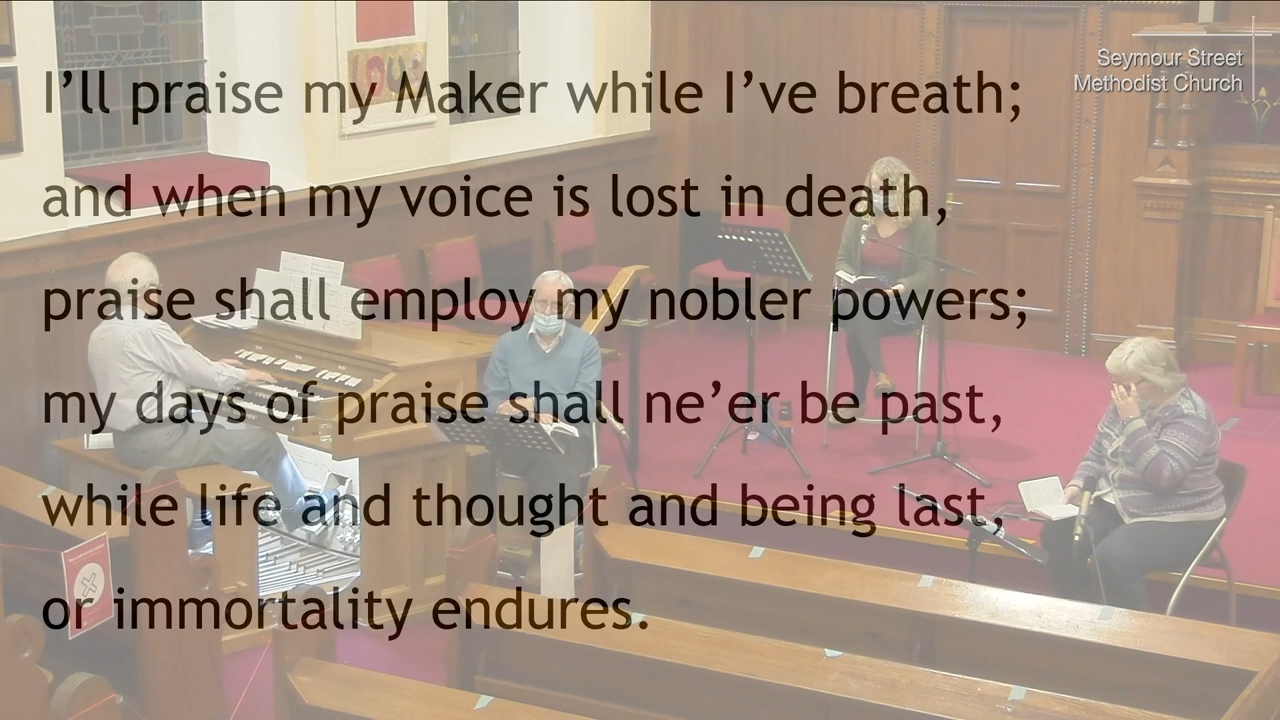 I’ll praise my Maker while I’ve breath;
and when my voice is lost in death,
praise shall employ my nobler powers;
my days of praise shall ne’er be past,
while life and thought and being last,
or immortality endures.
Seymour Street
Methodist Church